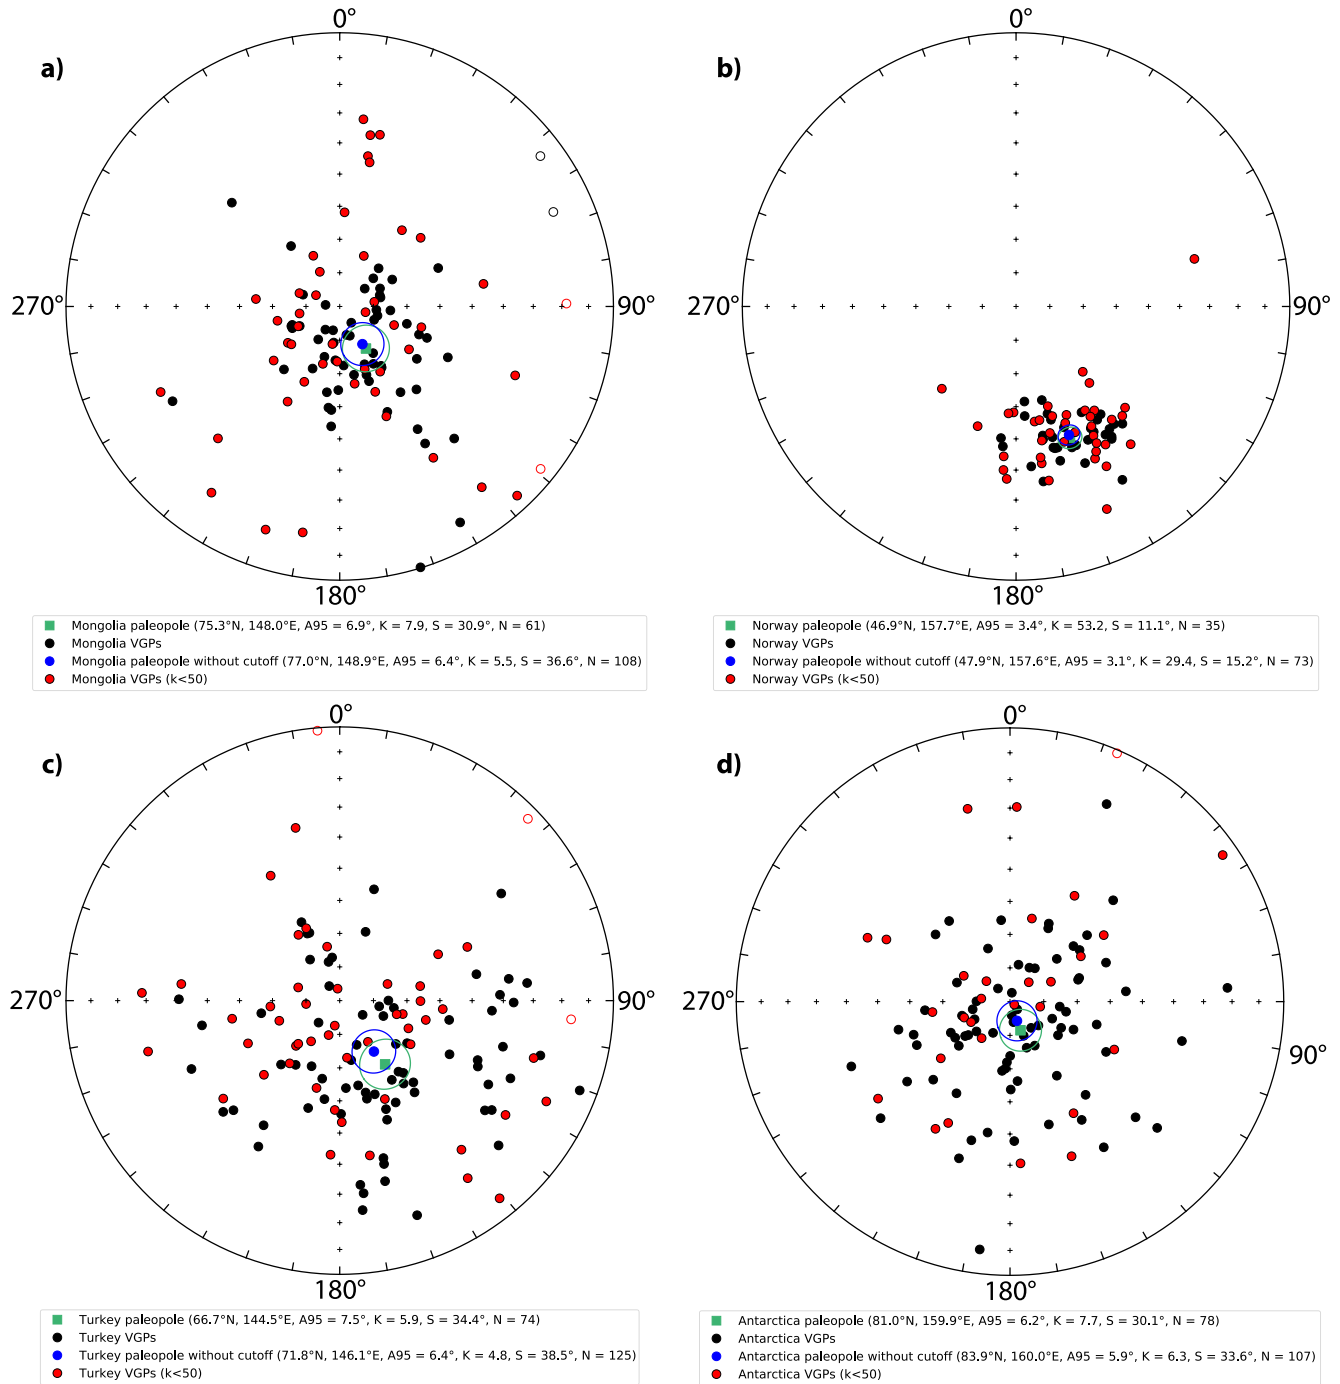 a)
0°
270°
90°
180°
Mongolia paleopole (75.3°N, 148.0°E, A95 = 6.9°, K = 7.9, S = 30.9°, N = 61)
Mongolia VGPs
Mongolia paleopole without cutoff (77.0°N, 148.9°E, A95 = 6.4°, K = 5.5, S = 36.6°, N = 108)
Mongolia VGPs (k<50)
b)
0°
270°
90°
180°
Norway paleopole (46.9°N, 157.7°E, A95 = 3.4°, K = 53.2, S = 11.1°, N = 35)
Norway VGPs
Norway paleopole without cutoff (47.9°N, 157.6°E, A95 = 3.1°, K = 29.4, S = 15.2°, N = 73)
Norway VGPs (k<50)
c)
0°
270°
90°
180°
Turkey paleopole (66.7°N, 144.5°E, A95 = 7.5°, K = 5.9, S = 34.4°, N = 74)
Turkey VGPs
Turkey paleopole without cutoff (71.8°N, 146.1°E, A95 = 6.4°, K = 4.8, S = 38.5°, N = 125)
Turkey VGPs (k<50)
d)
0°
270°
90°
180°
Antarctica paleopole (81.0°N, 159.9°E, A95 = 6.2°, K = 7.7, S = 30.1°, N = 78)
Antarctica VGPs
Antarctica paleopole without cutoff (83.9°N, 160.0°E, A95 = 5.9°, K = 6.3, S = 33.6°, N = 107)
Antarctica VGPs (k<50)